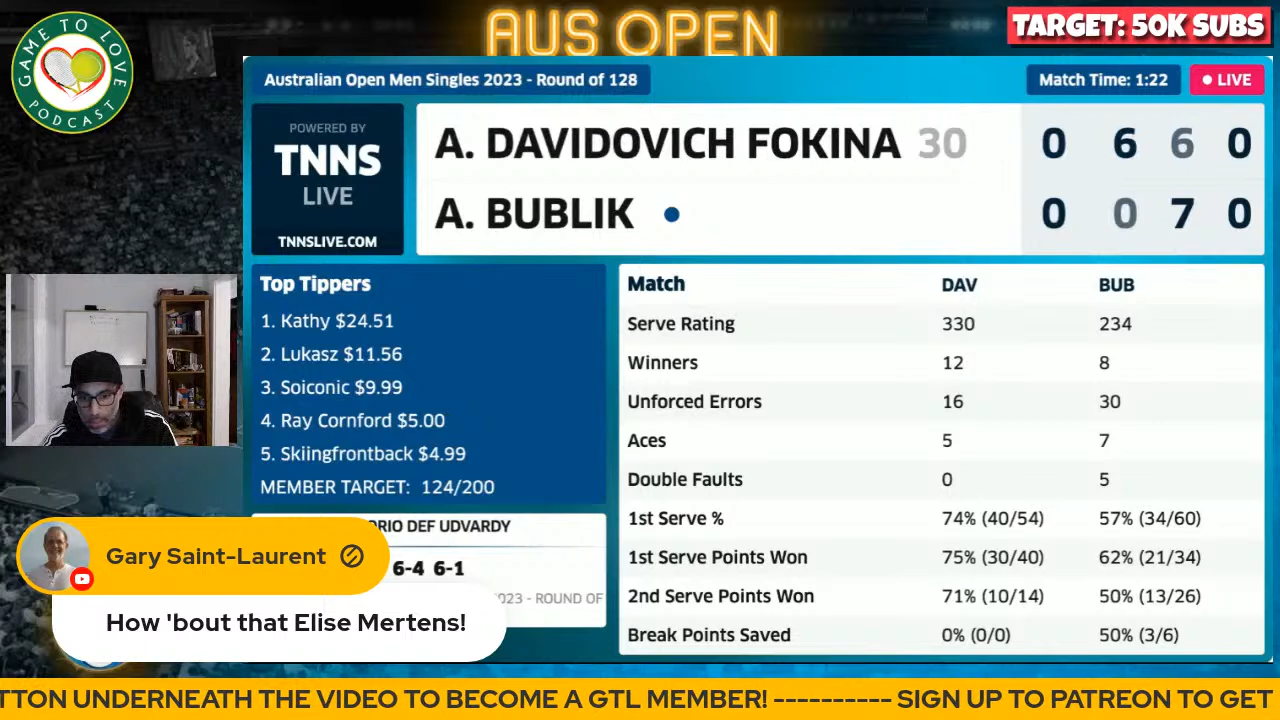 GAME TO LOVE
PODCAST
AUS OPEN
TARGET: 50K SUBS
Australian Open Men Singles 2023 - Round of 128
Match Time: 1:22
LIVE
POWERED BY
TNNS
LIVE
TNNSLIVE.COM
A. DAVIDOVICH FOKINA 30 0 6 6 0
A. BUBLIK 0 0 7 0
Top Tippers
1. Kathy $24.51
2. Lukasz $11.56
3. Soiconic $9.99
4. Ray Cornford $5.00
5. Skiingfrontback $4.99
MEMBER TARGET: 124/200
ORIO DEF UDVARDY
6-4 6-1
2023 - ROUND OF
Gary Saint-Laurent
How 'bout that Elise Mertens!
Match DAV BUB
Serve Rating 330 234
Winners 12 8
Unforced Errors 16 30
Aces 5 7
Double Faults 0 5
1st Serve % 74% (40/54) 57% (34/60)
1st Serve Points Won 75% (30/40) 62% (21/34)
2nd Serve Points Won 71% (10/14) 50% (13/26)
Break Points Saved 0% (0/0) 50% (3/6)
TTON UNDERNEATH THE VIDEO TO BECOME A GTL MEMBER! ---------- SIGN UP TO PATREON TO GET